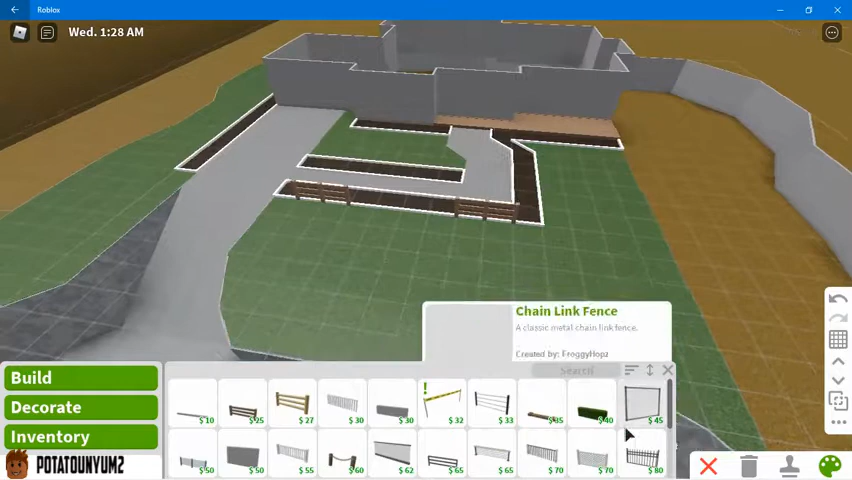 Roblox
Wed. 1:28 AM
Chain Link Fence
A classic metal chain link fence.
Created by: FroggyHopz
Search
Build
Decorate
Inventory
POTATOUNYUM2
$ 10
$ 25
$ 27
$ 30
$ 30
!
$ 32
$ 33
$ 35
$ 40
$ 45
$ 50
$ 50
$ 55
$ 60
$ 62
$ 65
$ 65
$ 70
$ 70
$ 80